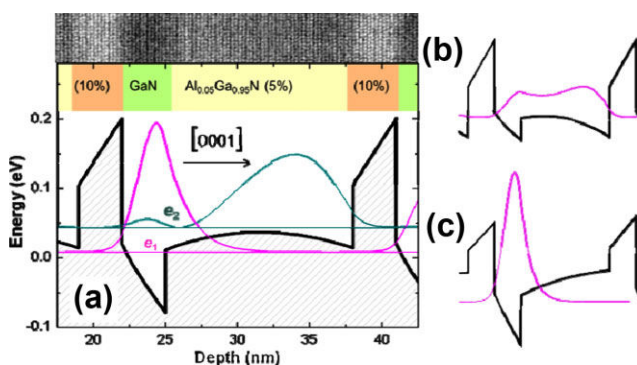 (10%) GaN Al0.05Ga0.95N (5%) (10%)
(b)
0.2
[0001]
Energy (eV)
0.1
e2
e1
0.0
(c)
(a)
-0.1
20 25 30 35 40
Depth (nm)